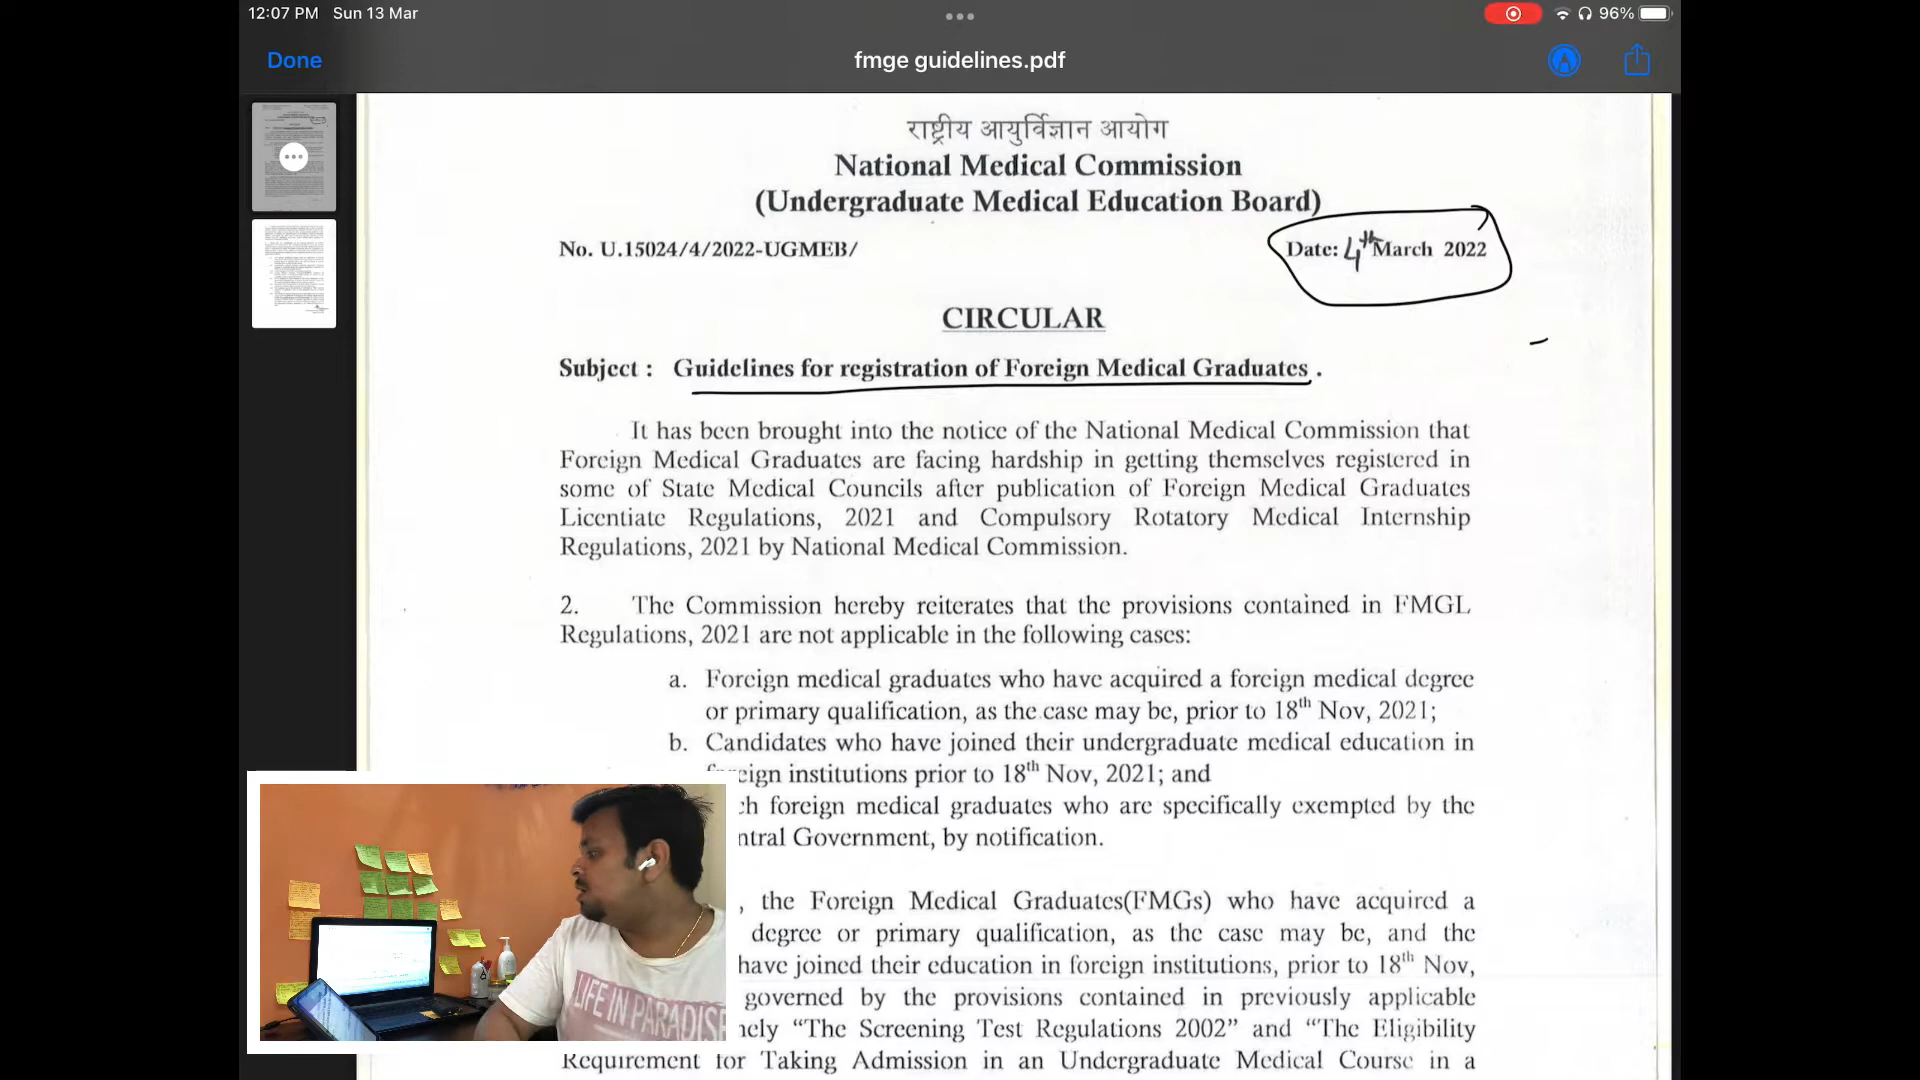 12:07 PM Sun 13 Mar
96%
Done
fmge guidelines.pdf
राष्ट्रीय आयुर्विज्ञान आयोग
National Medical Commission
(Undergraduate Medical Education Board)
No. U.15024/4/2022-UGMEB/
Date: 4th March 2022
CIRCULAR
Subject : Guidelines for registration of Foreign Medical Graduates .
It has been brought into the notice of the National Medical Commission that
Foreign Medical Graduates are facing hardship in getting themselves registered in
some of State Medical Councils after publication of Foreign Medical Graduates
Licentiate Regulations, 2021 and Compulsory Rotatory Medical Internship
Regulations, 2021 by National Medical Commission.
2. The Commission hereby reiterates that the provisions contained in FMGL
Regulations, 2021 are not applicable in the following cases:
a. Foreign medical graduates who have acquired a foreign medical degree
or primary qualification, as the case may be, prior to 18th Nov, 2021;
b. Candidates who have joined their undergraduate medical education in
institutions prior to 18th Nov, 2021; and
foreign medical graduates who are specifically exempted by the
Government, by notification.
, the Foreign Medical Graduates(FMGs) who have acquired a
degree or primary qualification, as the case may be, and the
have joined their education in foreign institutions, prior to 18th Nov,
governed by the provisions contained in previously applicable
“The Screening Test Regulations 2002” and “The Eligibility
Requirement for Taking Admission in an Undergraduate Medical Course in a
LIFE IN PARADISE